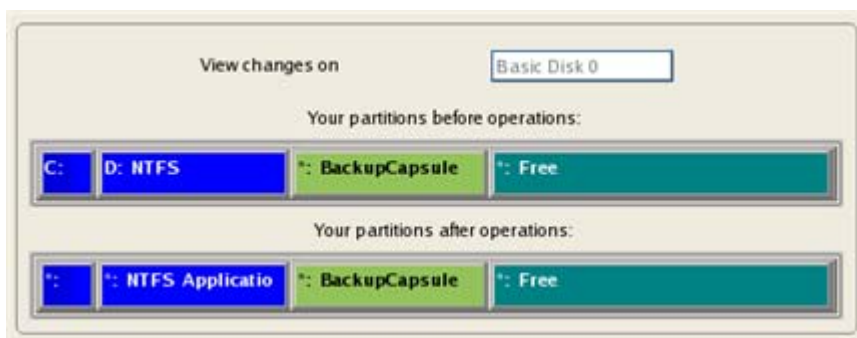 View changes on
Basic Disk 0
Your partitions before operations:
C: D: NTFS *: BackupCapsule *: Free
Your partitions after operations:
*: *: NTFS Applicatio *: BackupCapsule *: Free